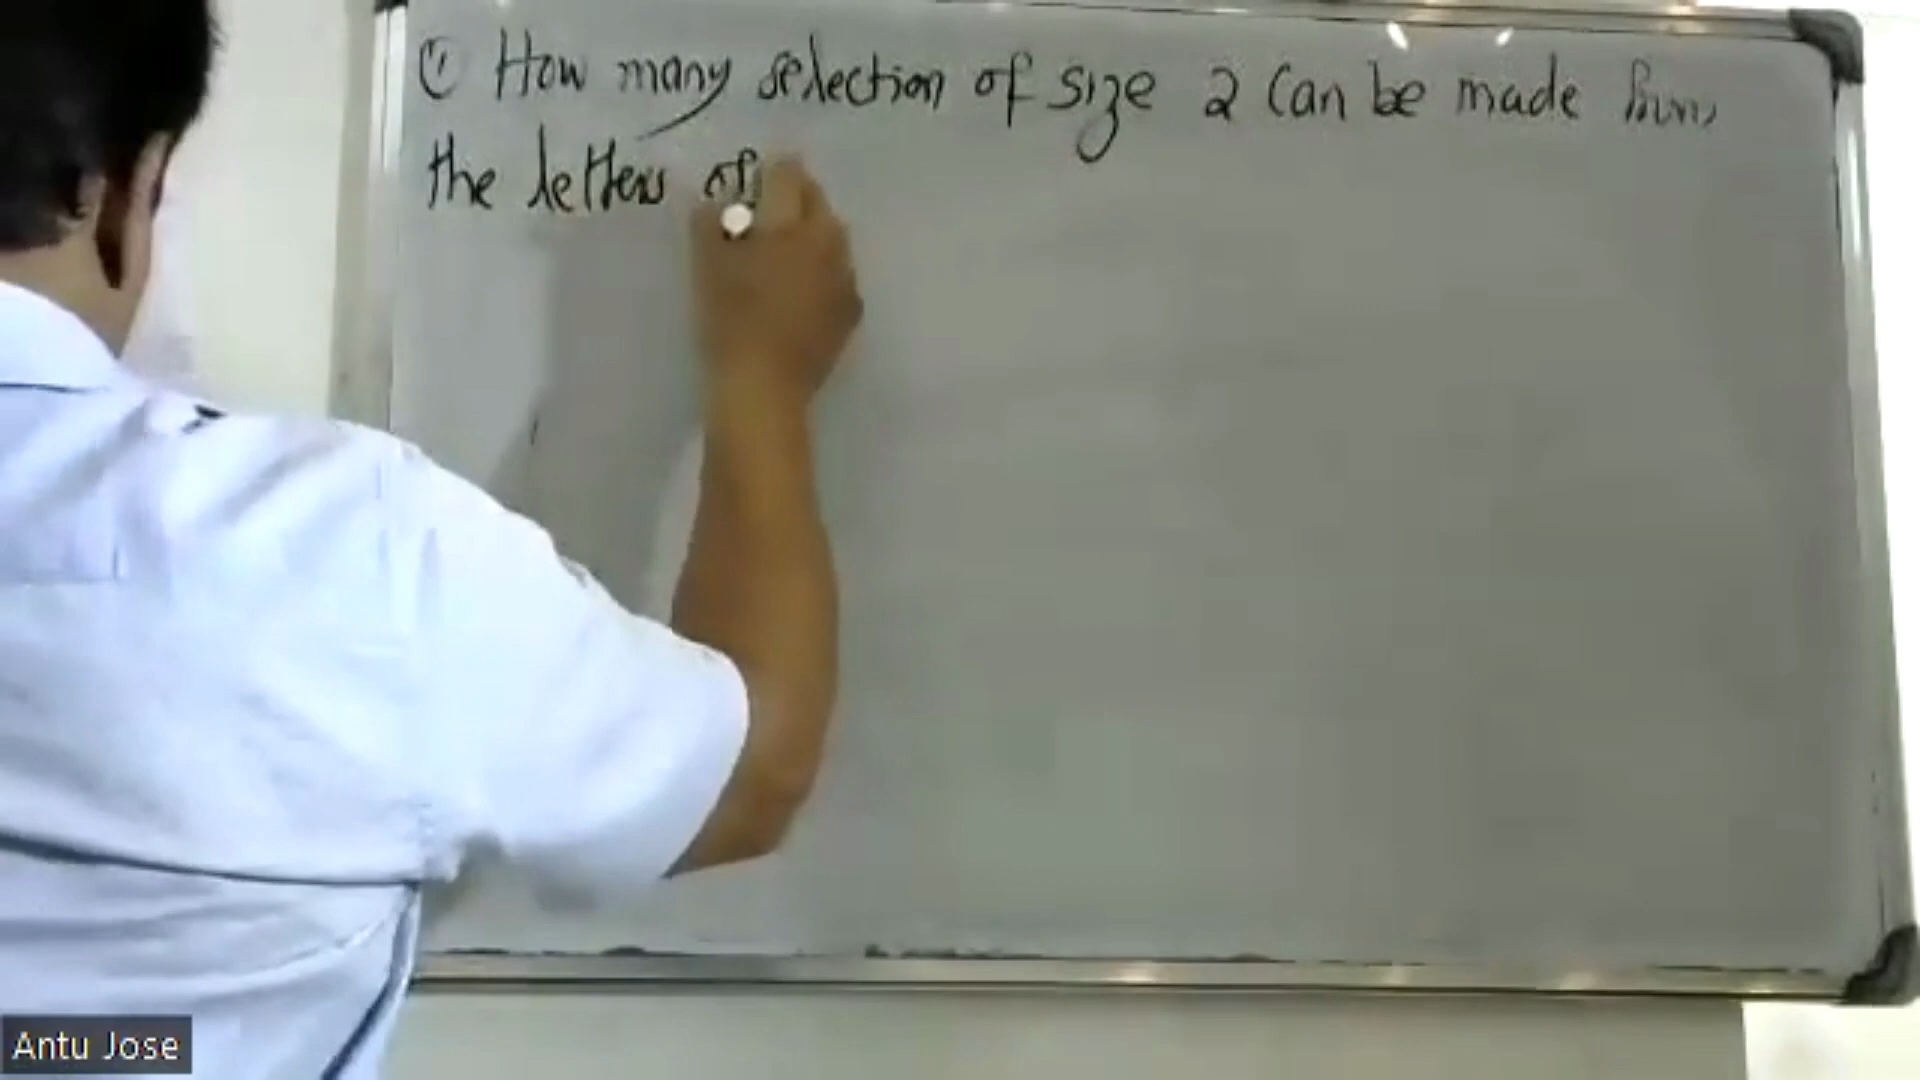 (1) How many selection of size 2 can be made from
the letters of
Antu Jose